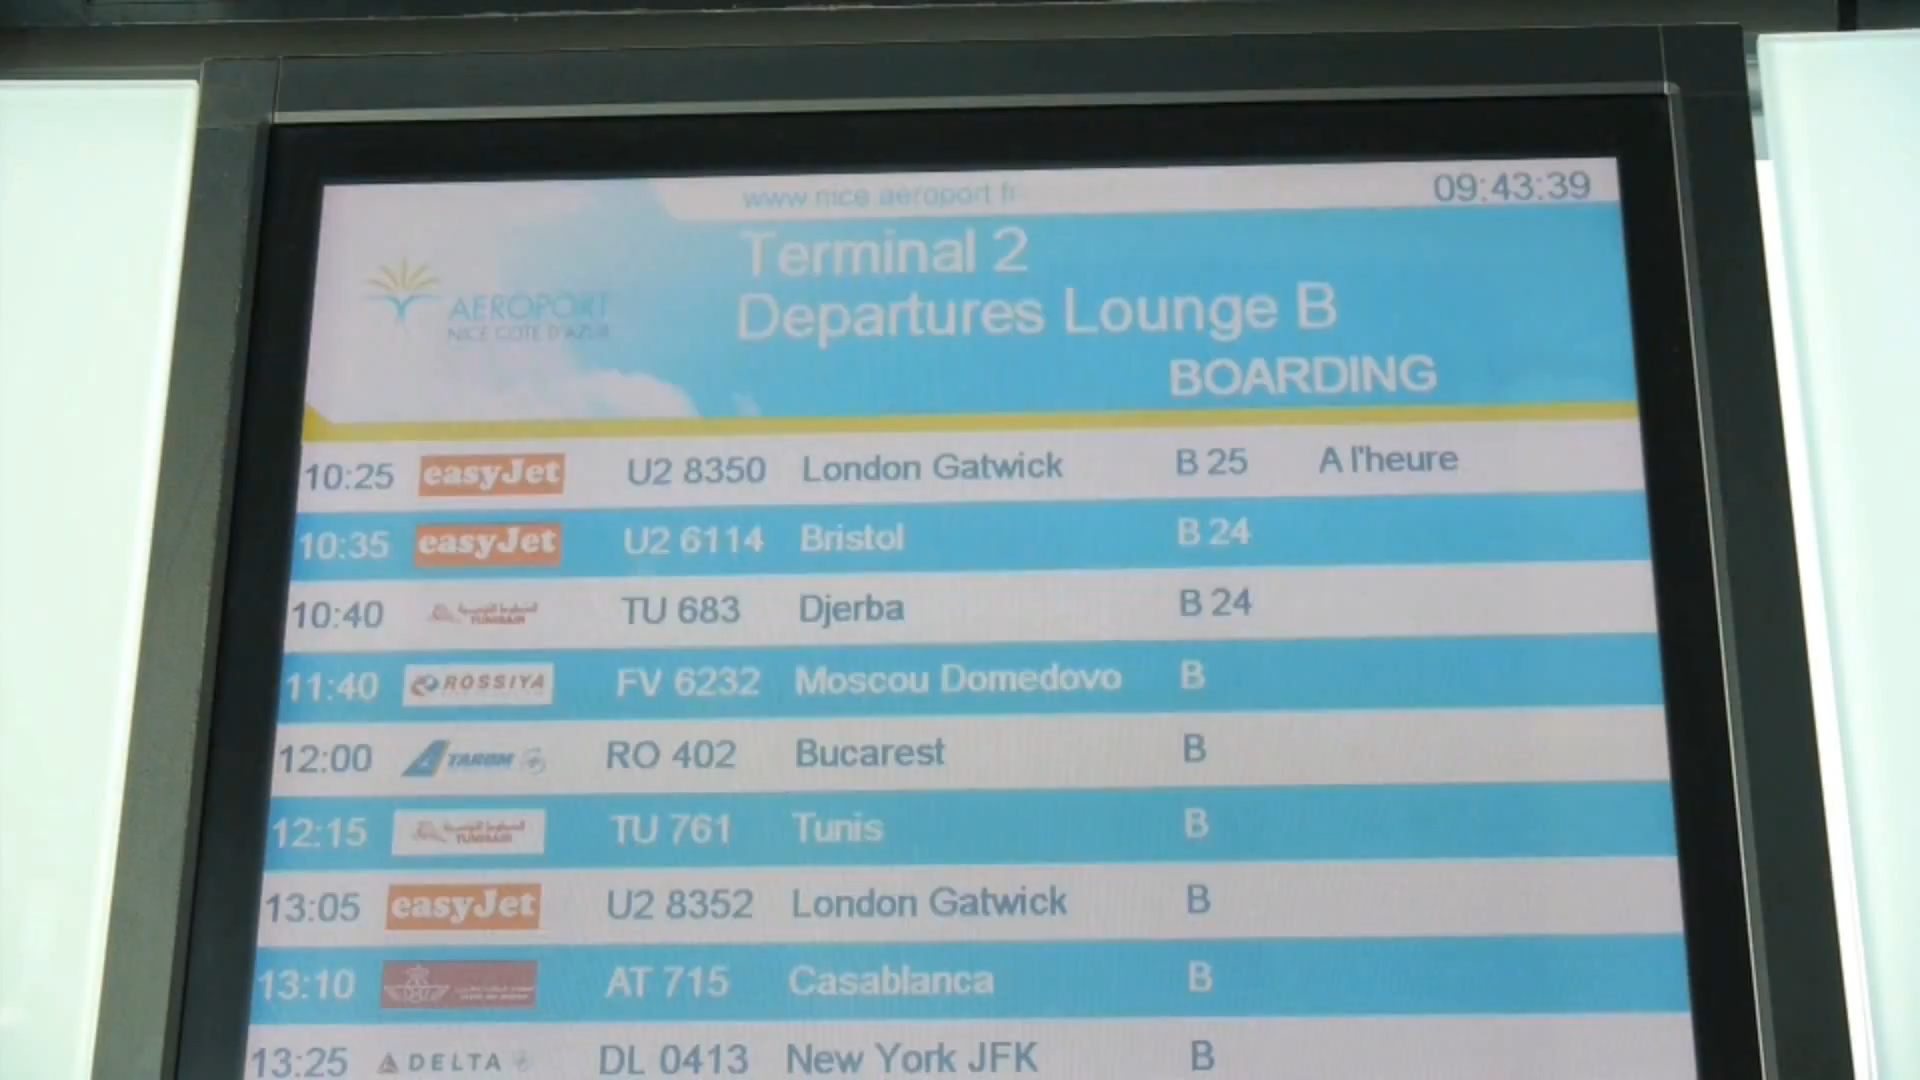 www.nice.aeroport.fr 09:43:39
Terminal 2
AEROPORT
NICE COTE D'AZUR
Departures Lounge B
BOARDING
10:25 easyJet U2 8350 London Gatwick B 25 A l'heure
10:35 easyJet U2 6114 Bristol B 24
10:40 TUNISAIR TU 683 Djerba B 24
11:40 ROSSIYA FV 6232 Moscou Domedovo B
12:00 TAROM RO 402 Bucarest B
12:15 TUNISAIR TU 761 Tunis B
13:05 easyJet U2 8352 London Gatwick B
13:10 AT 715 Casablanca B
13:25 DELTA DL 0413 New York JFK B